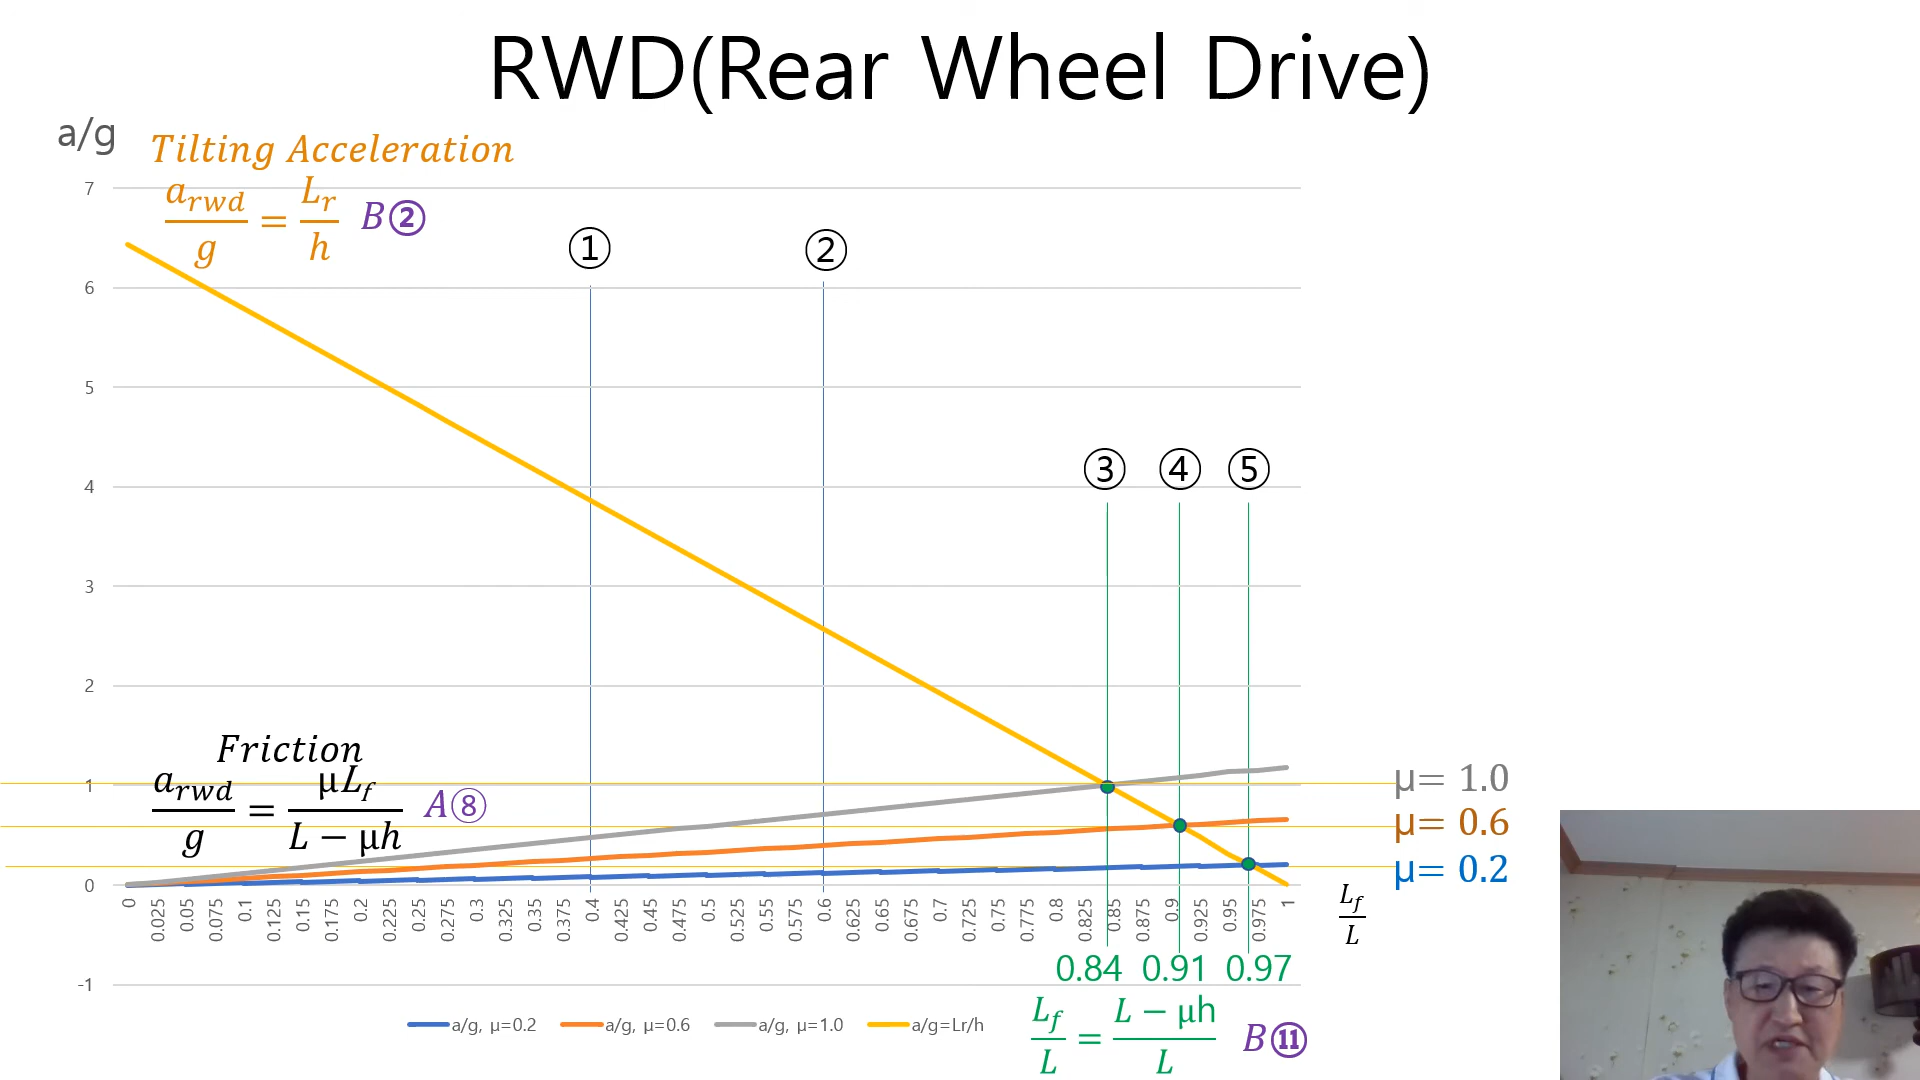 RWD(Rear Wheel Drive)
a/g
Tilting Acceleration
a_rwd/g = L_r/h B②
7
6
5
4
3
2
1
0
-1
①
②
③
④
⑤
Friction
a_rwd/g = μL_f/(L − μh) A⑧
μ= 1.0
μ= 0.6
μ= 0.2
0 0.025 0.05 0.075 0.1 0.125 0.15 0.175 0.2 0.225 0.25 0.275 0.3 0.325 0.35 0.375 0.4 0.425 0.45 0.475 0.5 0.525 0.55 0.575 0.6 0.625 0.65 0.675 0.7 0.725 0.75 0.775 0.8 0.825 0.85 0.875 0.9 0.925 0.95 0.975 1
L_f/L
0.84 0.91 0.97
L_f/L = (L − μh)/L B⑪
a/g, μ=0.2 a/g, μ=0.6 a/g, μ=1.0 a/g=Lr/h